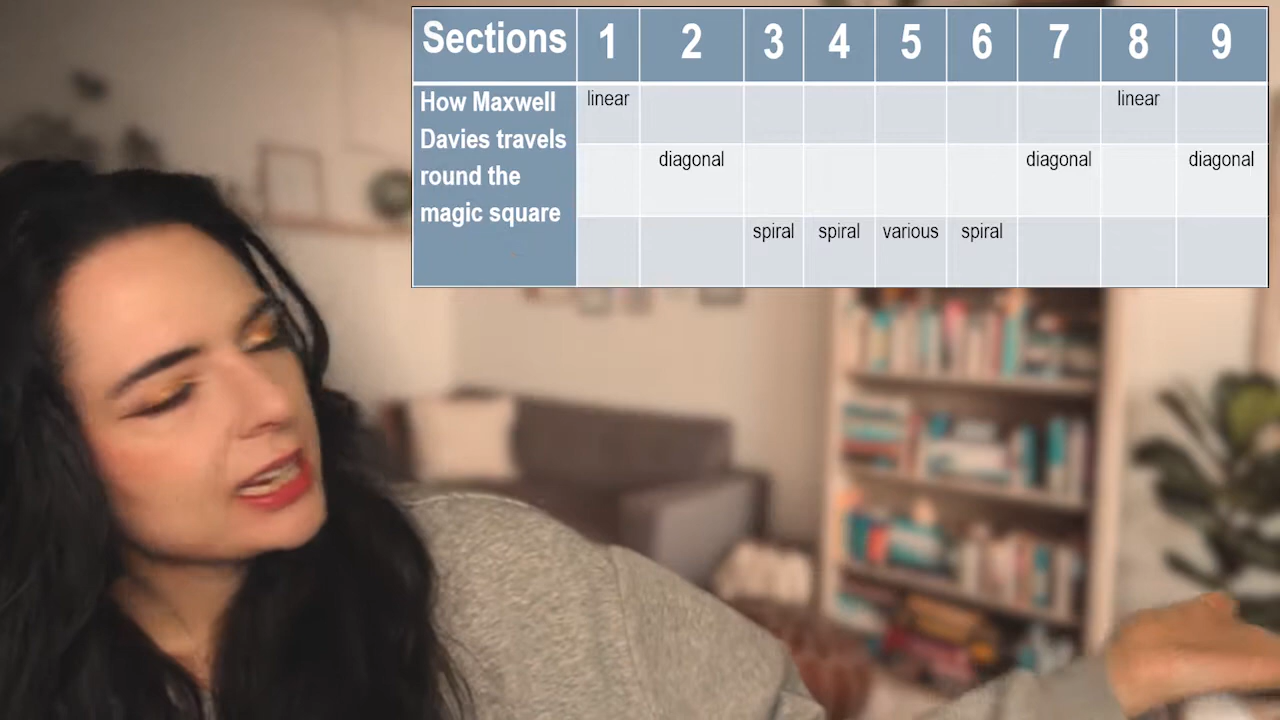 Sections 1 2 3 4 5 6 7 8 9
How Maxwell linear linear
Davies travels
round the diagonal diagonal diagonal
magic square
spiral spiral various spiral